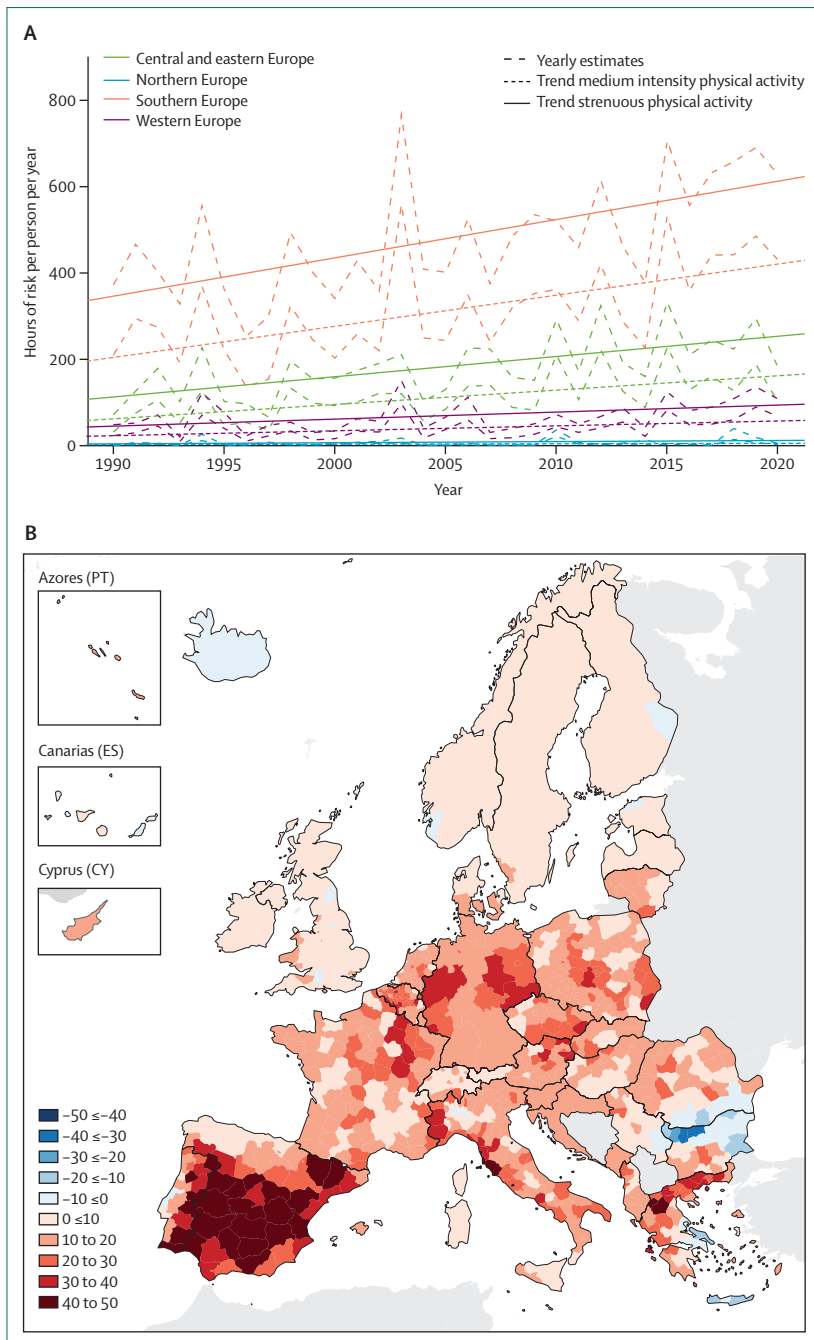 A
Central and eastern Europe
Northern Europe
Southern Europe
Western Europe
Yearly estimates
Trend medium intensity physical activity
Trend strenuous physical activity
Hours of risk per person per year
800
600
400
200
0
1990
1995
2000
2005
2010
2015
2020
Year
B
Azores (PT)
Canarias (ES)
Cyprus (CY)
−50 ≤−40
−40 ≤−30
−30 ≤−20
−20 ≤−10
−10 ≤0
0 ≤10
10 to 20
20 to 30
30 to 40
40 to 50